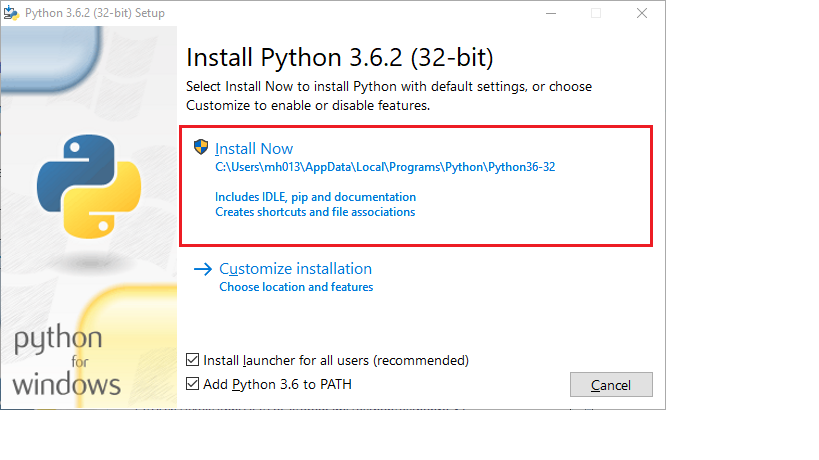 Python 3.6.2 (32-bit) Setup
Install Python 3.6.2 (32-bit)
Select Install Now to install Python with default settings, or choose
Customize to enable or disable features.
Install Now
C:\Users\mh013\AppData\Local\Programs\Python\Python36-32
Includes IDLE, pip and documentation
Creates shortcuts and file associations
Customize installation
Choose location and features
Install launcher for all users (recommended)
Add Python 3.6 to PATH
Cancel
python
for
windows